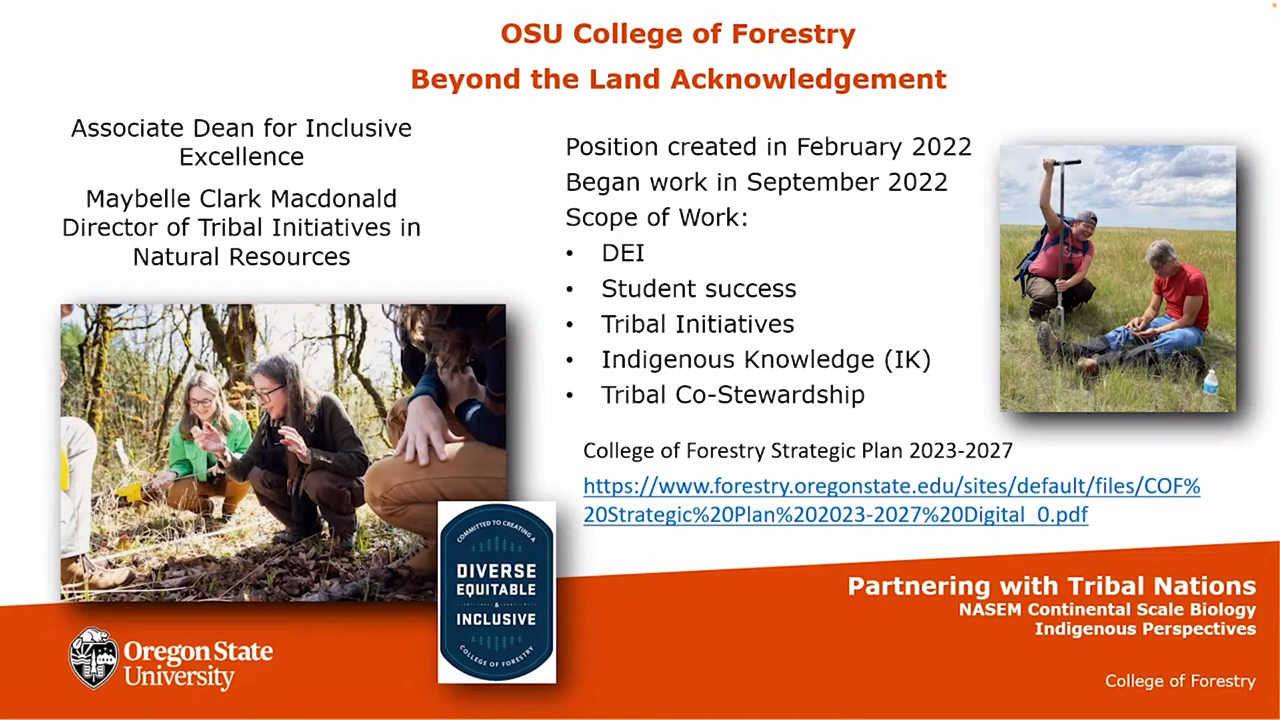 OSU College of Forestry
Beyond the Land Acknowledgement
Associate Dean for Inclusive
Excellence
Maybelle Clark Macdonald
Director of Tribal Initiatives in
Natural Resources
Position created in February 2022
Began work in September 2022
Scope of Work:
• DEI
• Student success
• Tribal Initiatives
• Indigenous Knowledge (IK)
• Tribal Co-Stewardship
College of Forestry Strategic Plan 2023-2027
https://www.forestry.oregonstate.edu/sites/default/files/COF%
20Strategic%20Plan%202023-2027%20Digital_0.pdf
COMMITTED TO CREATING A
DIVERSE
EQUITABLE
&
INCLUSIVE
COLLEGE OF FORESTRY
Oregon State
University
Partnering with Tribal Nations
NASEM Continental Scale Biology
Indigenous Perspectives
College of Forestry